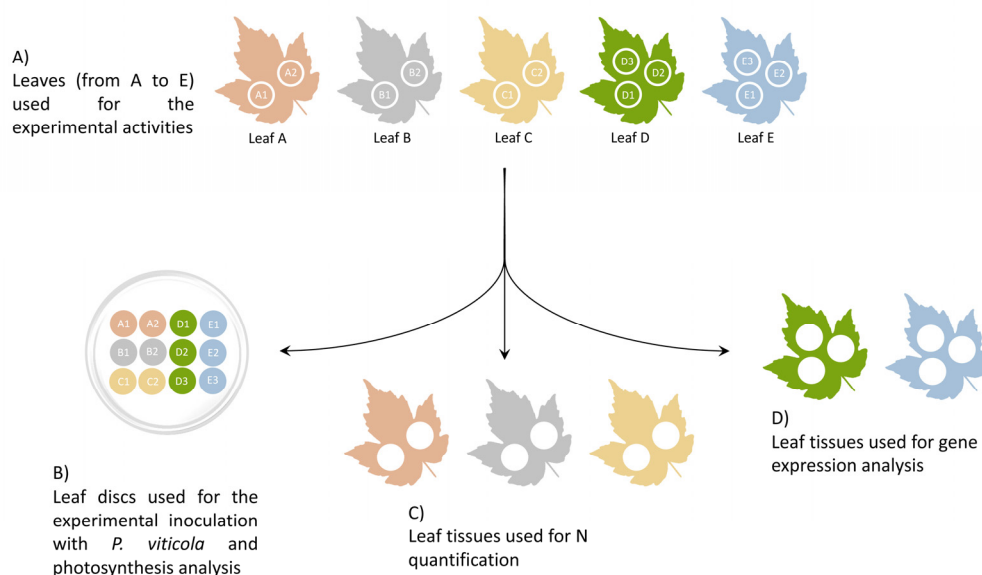 A)
Leaves (from A to E)
used for the
experimental activities
A1
A2
B1
B2
C1
C2
D3
D2
D1
E3
E2
E1
Leaf A
Leaf B
Leaf C
Leaf D
Leaf E
A1 A2 D1 E1
B1 B2 D2 E2
C1 C2 D3 E3
B)
Leaf discs used for the
experimental inoculation
with P. viticola and
photosynthesis analysis
C)
Leaf tissues used for N
quantification
D)
Leaf tissues used for gene
expression analysis